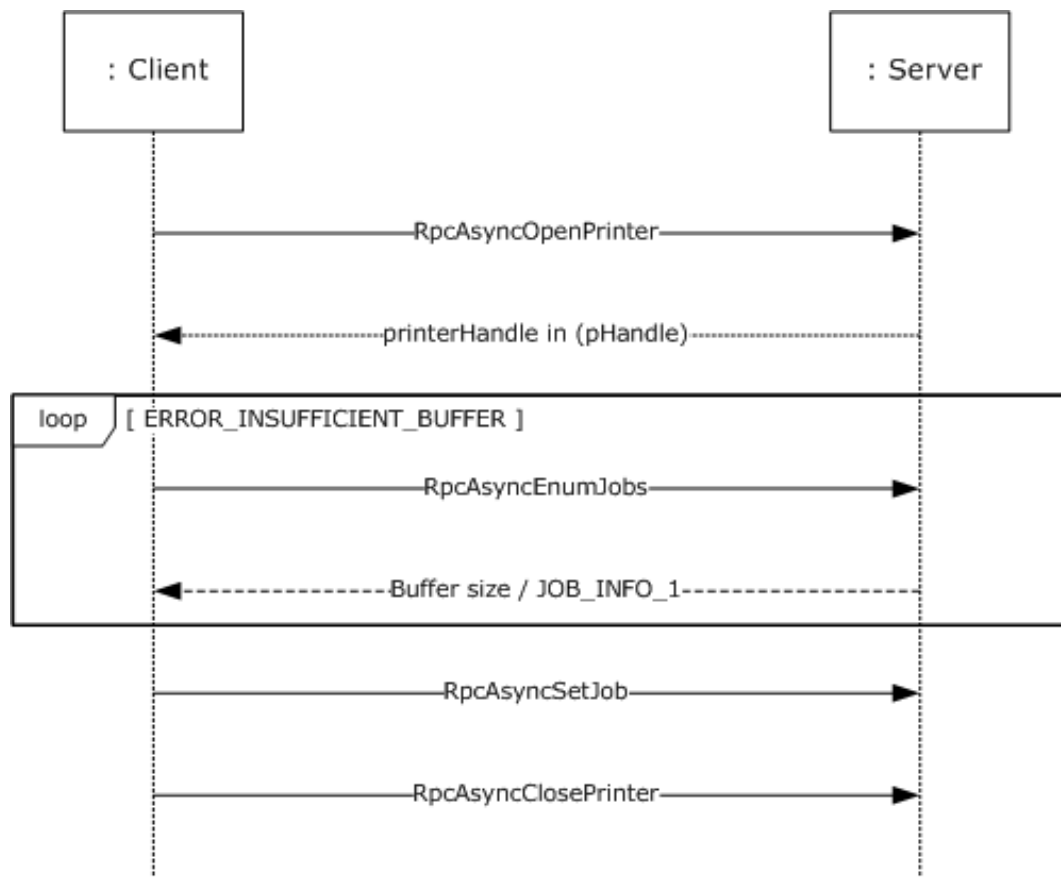 : Client
: Server
RpcAsyncOpenPrinter
printerHandle in (pHandle)
loop
[ ERROR_INSUFFICIENT_BUFFER ]
RpcAsyncEnumJobs
Buffer size / JOB_INFO_1
RpcAsyncSetJob
RpcAsyncClosePrinter